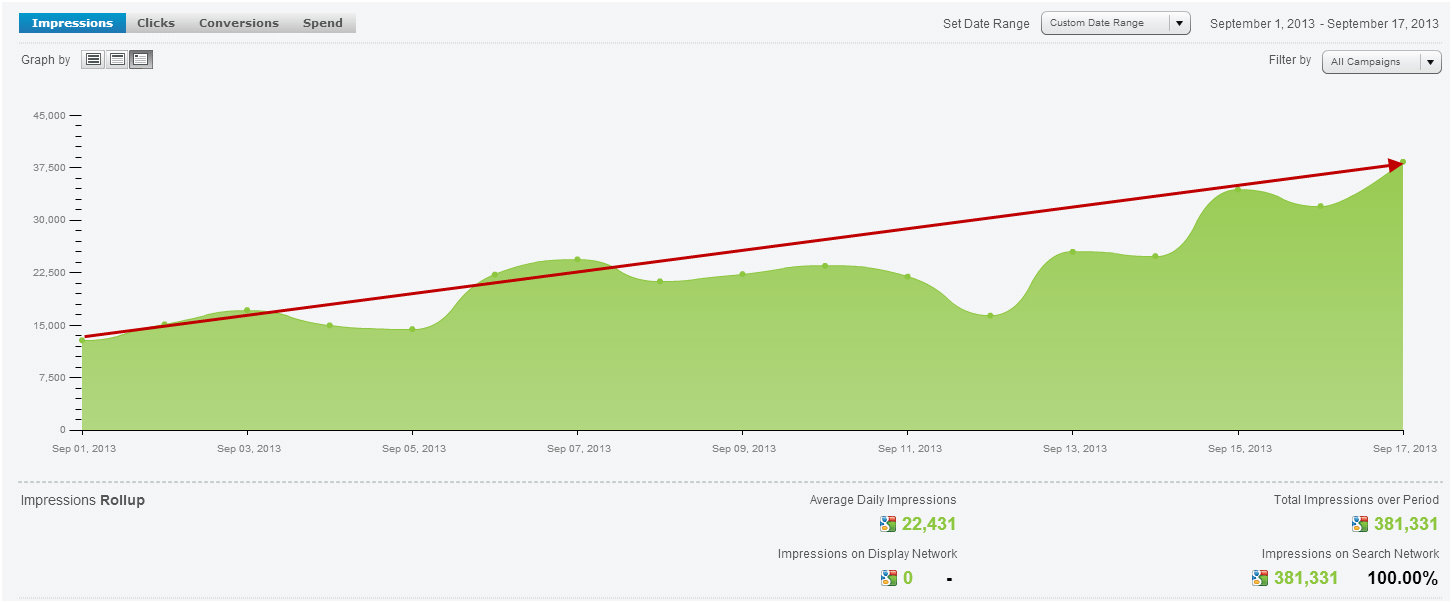 Impressions Clicks Conversions Spend Set Date Range Custom Date Range September 1, 2013 - September 17, 2013
Graph by Filter by All Campaigns
45,000
37,500
30,000
22,500
15,000
7,500
0
Sep 01, 2013 Sep 03, 2013 Sep 05, 2013 Sep 07, 2013 Sep 09, 2013 Sep 11, 2013 Sep 13, 2013 Sep 15, 2013 Sep 17, 2013
Impressions Rollup Average Daily Impressions Total Impressions over Period
22,431 381,331
Impressions on Display Network Impressions on Search Network
0 - 381,331 100.00%